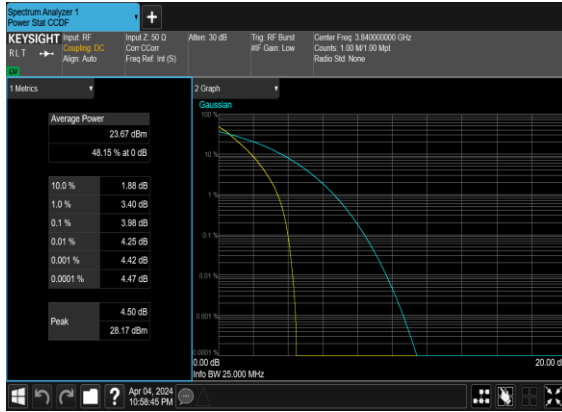 Spectrum Analyzer 1
Power Stat CCDF
+
KEYSIGHT
RLT
LU
Input: RF
Coupling: DC
Align: Auto
Input Z: 50 Ω
Corr CCorr
Freq Ref: Int (S)
Atten: 30 dB
Trig: RF Burst
#IF Gain: Low
Center Freq: 3.840000000 GHz
Counts: 1.00 M/1.00 Mpt
Radio Std: None
1 Metrics
Average Power
23.67 dBm
48.15 % at 0 dB
10.0 % 1.88 dB
1.0 % 3.40 dB
0.1 % 3.98 dB
0.01 % 4.25 dB
0.001 % 4.42 dB
0.0001 % 4.47 dB
Peak
4.50 dB
28.17 dBm
2 Graph
Gaussian
100 %
10 %
1 %
0.1 %
0.01 %
0.001 %
0.0001 %
0.00 dB
20.00 d
Info BW 25.000 MHz
?
Apr 04, 2024
10:58:45 PM